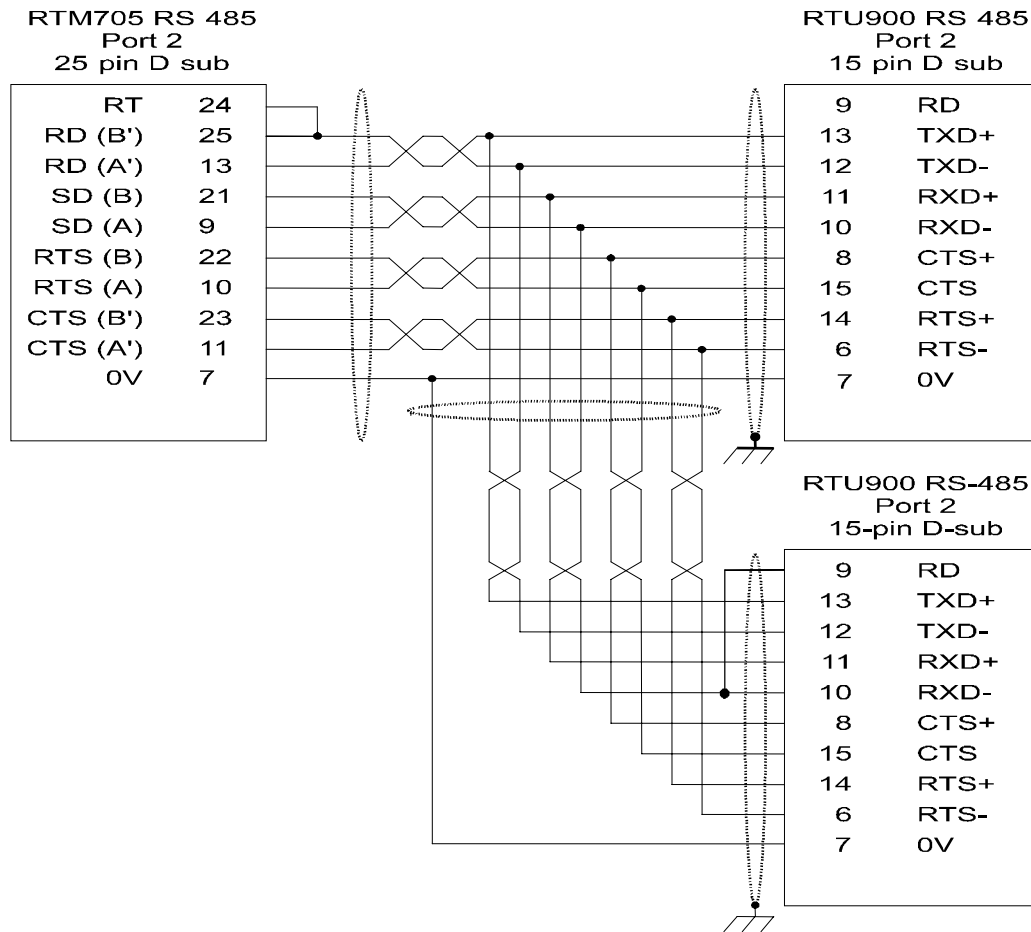 RTM705 RS 485
Port 2
25 pin D sub
RT 24
RD (B') 25
RD (A') 13
SD (B) 21
SD (A) 9
RTS (B) 22
RTS (A) 10
CTS (B') 23
CTS (A') 11
0V 7
RTU900 RS 485
Port 2
15 pin D sub
9 RD
13 TXD+
12 TXD-
11 RXD+
10 RXD-
8 CTS+
15 CTS
14 RTS+
6 RTS-
7 0V
RTU900 RS-485
Port 2
15-pin D-sub
9 RD
13 TXD+
12 TXD-
11 RXD+
10 RXD-
8 CTS+
15 CTS
14 RTS+
6 RTS-
7 0V